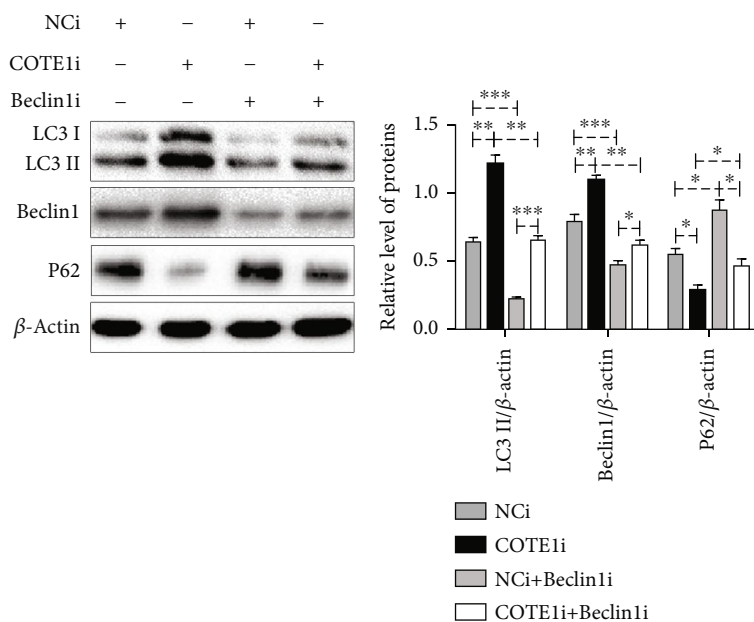 NCi + – + –
COTE1i – + – +
Beclin1i – – + +
LC3 I
LC3 II
Beclin1
P62
β-Actin
Relative level of proteins
1.5
1.0
0.5
0.0
*** ** ** ***
*** ** ** *
* * * *
LC3 II/β-actin
Beclin1/β-actin
P62/β-actin
NCi
COTE1i
NCi+Beclin1i
COTE1i+Beclin1i